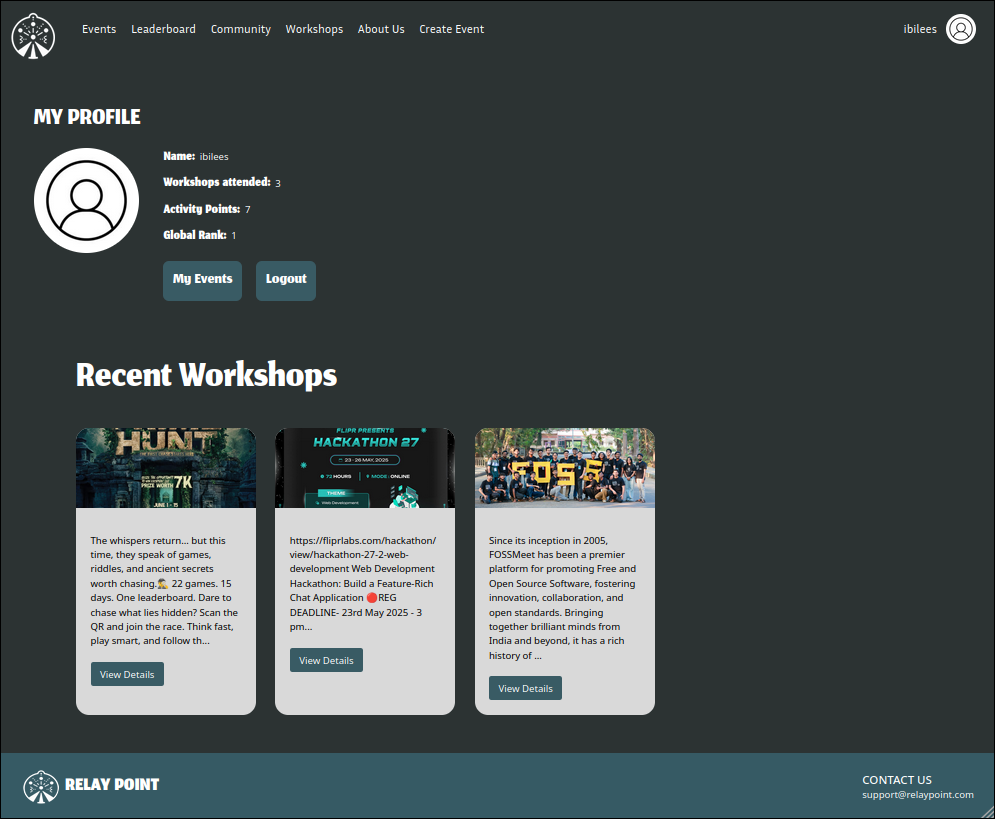 Events Leaderboard Community Workshops About Us Create Event ibilees
MY PROFILE
Name: ibilees
Workshops attended: 3
Activity Points: 7
Global Rank: 1
My Events Logout
Recent Workshops
HUNT
PRIZE WORTH 7K
JUNE 1 - 15
The whispers return... but this
time, they speak of games,
riddles, and ancient secrets
worth chasing.🕵️ 22 games. 15
days. One leaderboard. Dare to
chase what lies hidden? Scan the
QR and join the race. Think fast,
play smart, and follow th...
View Details
FLIPR PRESENTS
HACKATHON 27
23 - 26 MAY, 2025
72 HOURS MODE: ONLINE
THEME
Web Development
https://fliprlabs.com/hackathon/
view/hackathon-27-2-web-
development Web Development
Hackathon: Build a Feature-Rich
Chat Application 🔴REG
DEADLINE- 23rd May 2025 - 3
pm...
View Details
FOSS
Since its inception in 2005,
FOSSMeet has been a premier
platform for promoting Free and
Open Source Software, fostering
innovation, collaboration, and
open standards. Bringing
together brilliant minds from
India and beyond, it has a rich
history of ...
View Details
RELAY POINT
CONTACT US
support@relaypoint.com